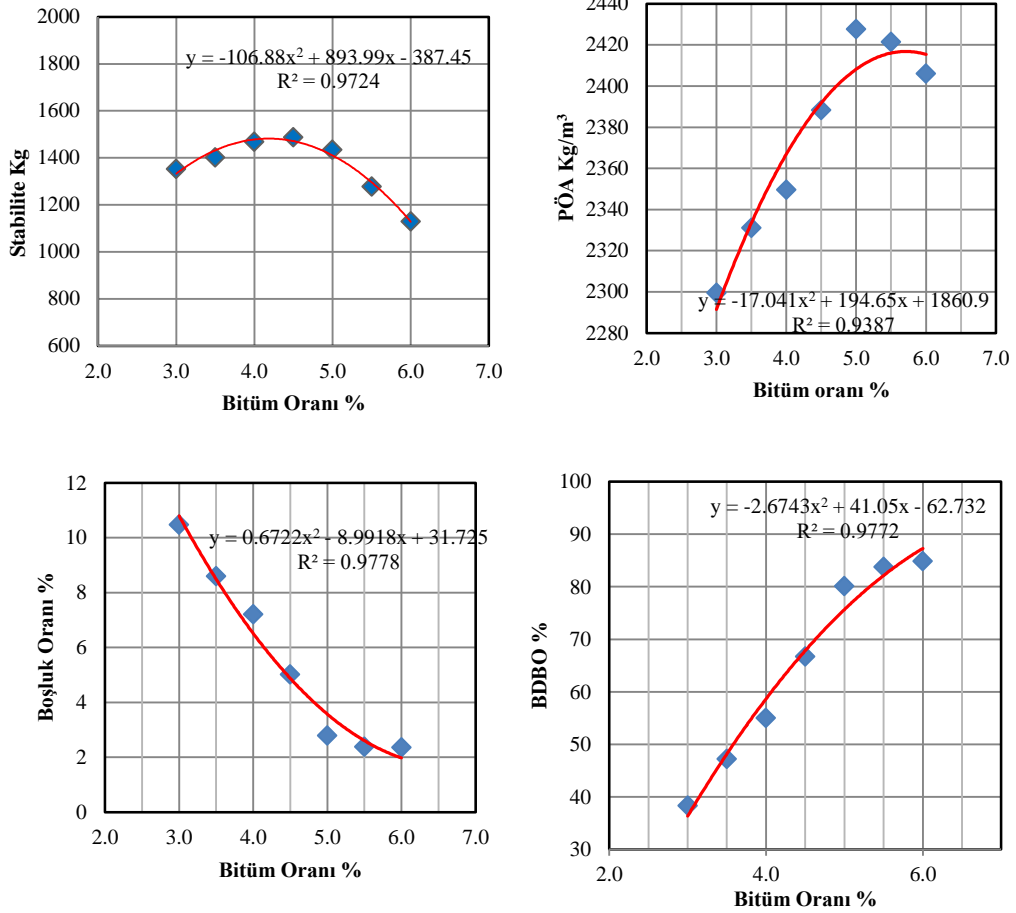 2000
1800
1600
1400
1200
1000
800
600
y = -106.88x² + 893.99x - 387.45
R² = 0.9724
Stabilite Kg
2.0 3.0 4.0 5.0 6.0 7.0
Bitüm Oranı %
2440
2420
2400
2380
2360
2340
2320
2300
2280
PÖA Kg/m³
y = -17.041x² + 194.65x + 1860.9
R² = 0.9387
2.0 3.0 4.0 5.0 6.0 7.0
Bitüm oranı %
12
10
8
6
4
2
0
y = 0.6722x² - 8.9918x + 31.725
R² = 0.9778
Boşluk Oranı %
2.0 3.0 4.0 5.0 6.0 7.0
Bitüm Oranı %
100
90
80
70
60
50
40
30
y = -2.6743x² + 41.05x - 62.732
R² = 0.9772
BDBO %
2.0 4.0 6.0
Bitüm Oranı %